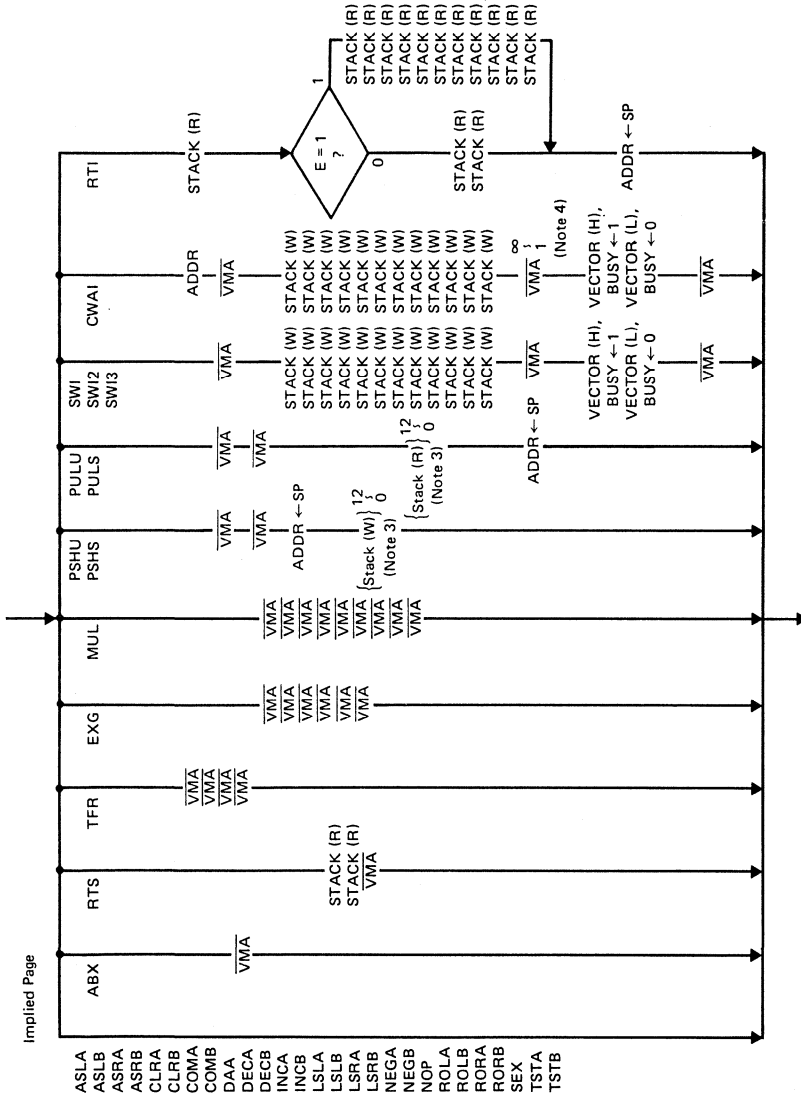 Implied Page
ASLA
ASLB
ASRA
ASRB
CLRA
CLRB
COMA
COMB
DAA
DECA
DECB
INCA
INCB
LSLA
LSLB
LSRA
LSRB
NEGA
NEGB
NOP
ROLA
ROLB
RORA
RORB
SEX
TSTA
TSTB
ABX
VMA
RTS
STACK (R)
STACK (R)
VMA
TFR
VMA
VMA
VMA
VMA
EXG
VMA
VMA
VMA
VMA
VMA
VMA
MUL
VMA
VMA
VMA
VMA
VMA
VMA
VMA
VMA
VMA
PSHU
PSHS
VMA
VMA
ADDR ← SP
{Stack (W)} 12 ∫ 0
(Note 3)
PULU
PULS
VMA
VMA
{Stack (R)} 12 ∫ 0
(Note 3)
ADDR ← SP
SWI
SWI2
SWI3
VMA
STACK (W)
STACK (W)
STACK (W)
STACK (W)
STACK (W)
STACK (W)
STACK (W)
STACK (W)
STACK (W)
STACK (W)
STACK (W)
STACK (W)
VMA
VECTOR (H),
BUSY ← 1
VECTOR (L),
BUSY ← 0
VMA
CWAI
ADDR
VMA
STACK (W)
STACK (W)
STACK (W)
STACK (W)
STACK (W)
STACK (W)
STACK (W)
STACK (W)
STACK (W)
STACK (W)
STACK (W)
STACK (W)
VMA ∞ ∫ 1
(Note 4)
VECTOR (H),
BUSY ← 1
VECTOR (L),
BUSY ← 0
VMA
RTI
STACK (R)
E = 1
?
0
1
STACK (R)
STACK (R)
STACK (R)
STACK (R)
STACK (R)
STACK (R)
STACK (R)
STACK (R)
STACK (R)
STACK (R)
STACK (R)
STACK (R)
STACK (R)
ADDR ← SP